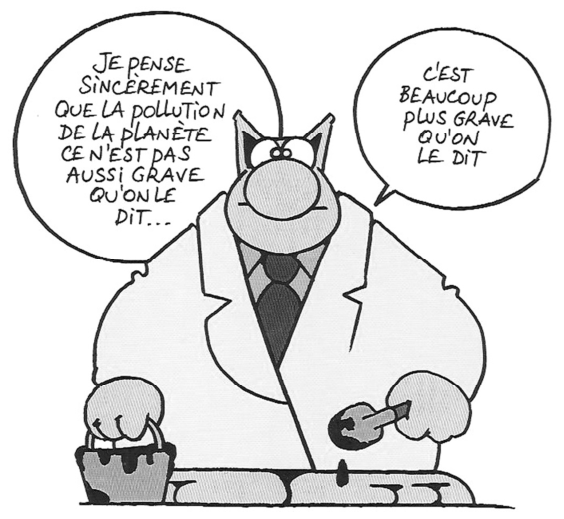 JE PENSE
SINCÈREMENT
QUE LA POLLUTION
DE LA PLANÈTE
CE N'EST PAS
AUSSI GRAVE
QU'ON LE
DIT...
C'EST
BEAUCOUP
PLUS GRAVE
QU'ON
LE DIT